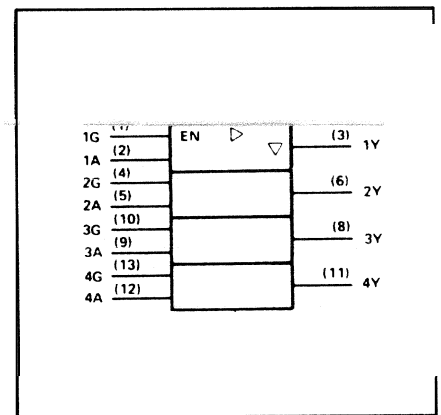 1G EN (3) 1Y
1A (2)
2G (4) (6) 2Y
2A (5)
3G (10) (8) 3Y
3A (9)
4G (13) (11) 4Y
4A (12)